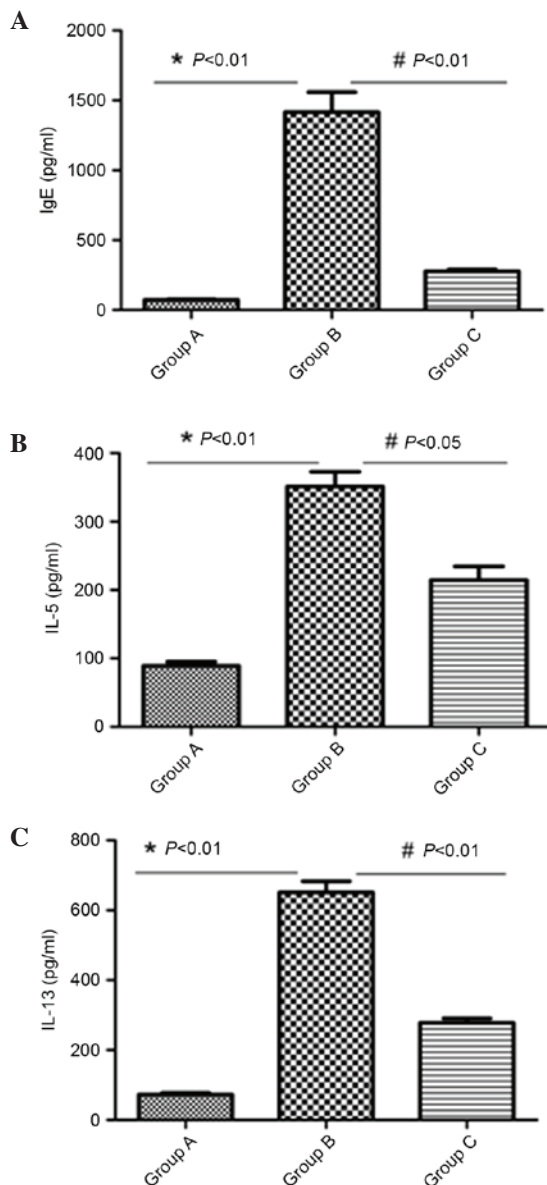 A
2000
* P<0.01 # P<0.01
1500
IgE (pg/ml)
1000
500
0
Group A Group B Group C
B
400
* P<0.01 # P<0.05
300
IL-5 (pg/ml)
200
100
0
Group A Group B Group C
C
800
* P<0.01 # P<0.01
600
IL-13 (pg/ml)
400
200
0
Group A Group B Group C